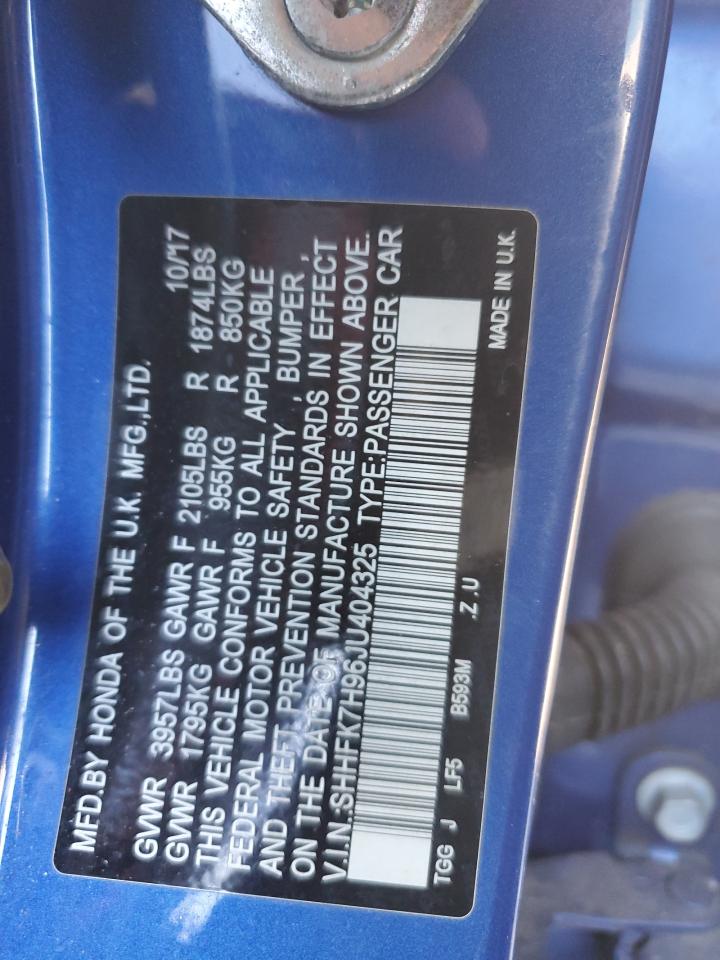 MFD.BY HONDA OF THE U.K. MFG.,LTD.
10/17
GVWR 3957LBS GAWR F 2105LBS R 1874LBS
GVWR 1795KG GAWR F 955KG R 850KG
THIS VEHICLE CONFORMS TO ALL APPLICABLE
FEDERAL MOTOR VEHICLE SAFETY , BUMPER ,
AND THEFT PREVENTION STANDARDS IN EFFECT
ON THE DATE OF MANUFACTURE SHOWN ABOVE.
V.I.N.:SHHFK7H96JU404325 TYPE:PASSENGER CAR
TGG J LF5 B593M .Z .U
MADE IN U.K.